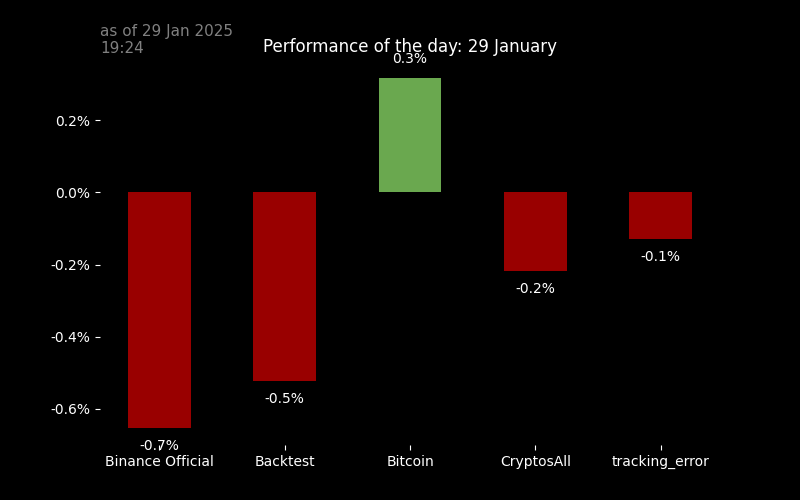 as of 29 Jan 2025
19:24
Performance of the day: 29 January
0.3%
0.2%
0.0%
-0.2%
-0.4%
-0.6%
-0.7%
-0.5%
-0.2%
-0.1%
Binance Official
Backtest
Bitcoin
CryptosAll
tracking_error